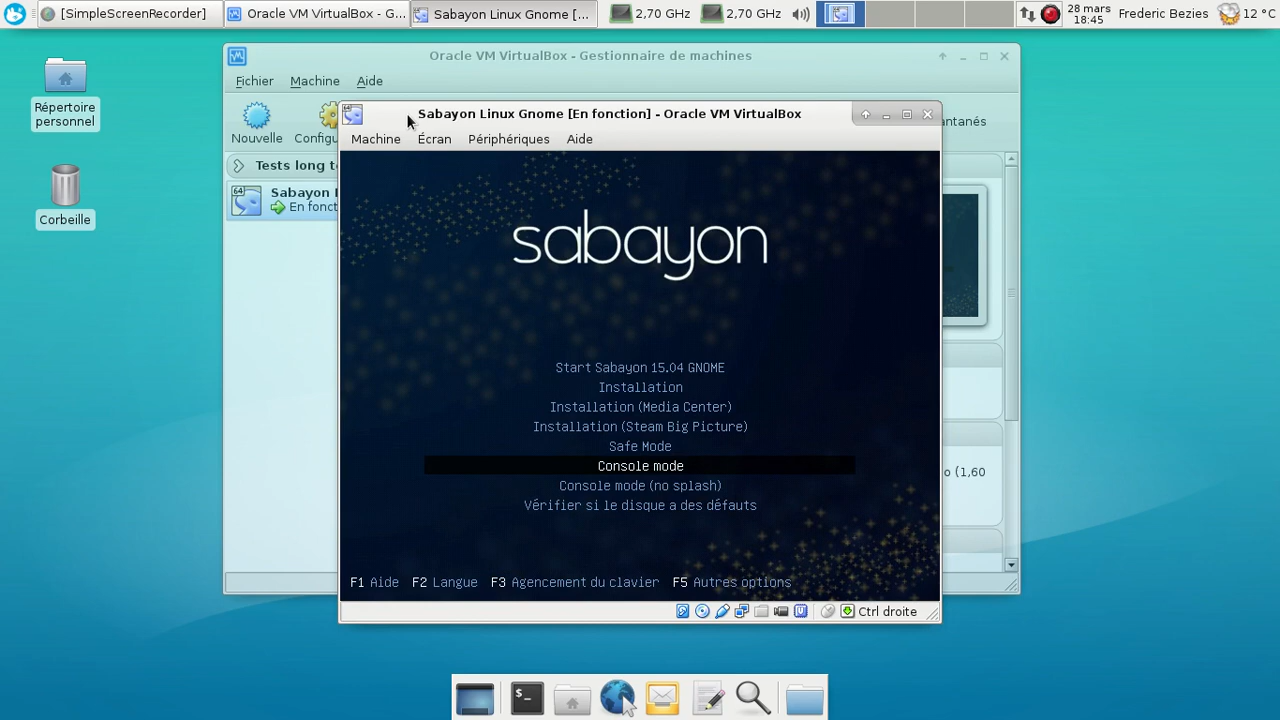 [SimpleScreenRecorder]
Oracle VM VirtualBox - G...
Sabayon Linux Gnome [...
2,70 GHz
2,70 GHz
28 mars
18:45
Frederic Bezies
12 °C
Répertoire
personnel
Corbeille
Oracle VM VirtualBox - Gestionnaire de machines
Fichier Machine Aide
Nouvelle
Configu
antanés
Tests long t
64
Sabayon l
En fonct
o (1,60
64
Sabayon Linux Gnome [En fonction] - Oracle VM VirtualBox
Machine Écran Périphériques Aide
sabayon
Start Sabayon 15.04 GNOME
Installation
Installation (Media Center)
Installation (Steam Big Picture)
Safe Mode
Console mode
Console mode (no splash)
Vérifier si le disque a des défauts
F1 Aide F2 Langue F3 Agencement du clavier F5 Autres options
Ctrl droite